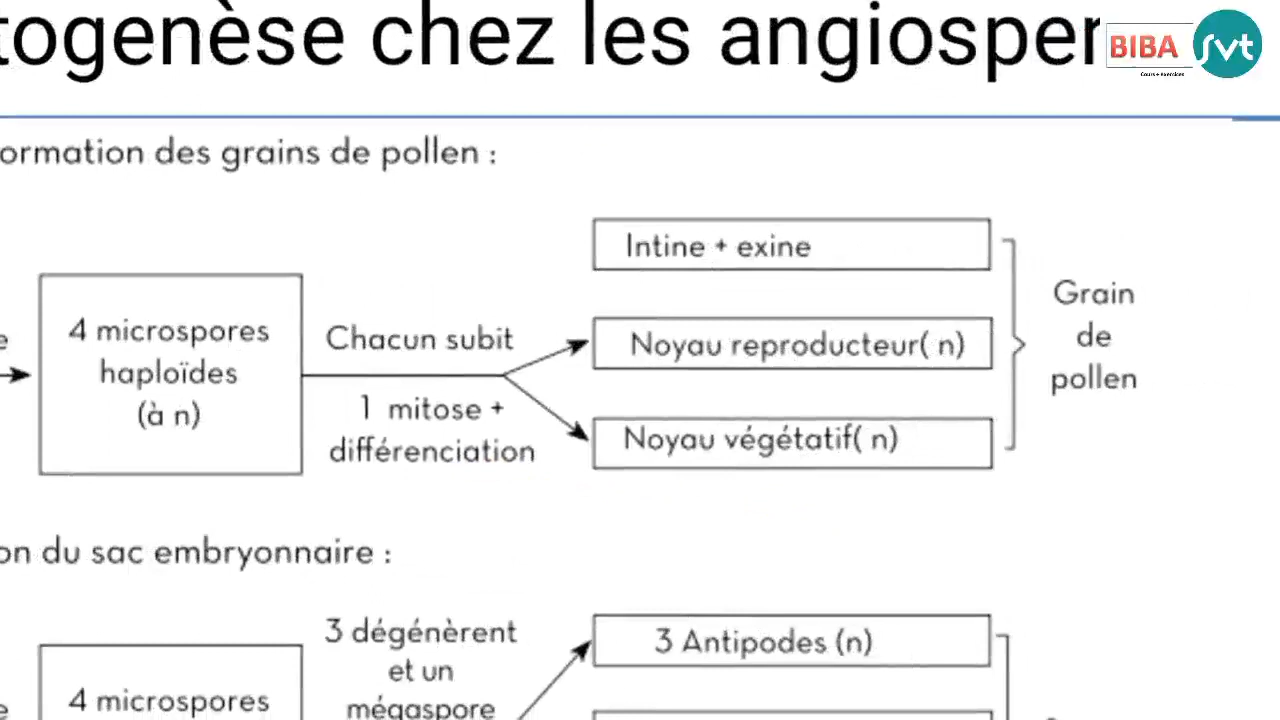 togenèse chez les angiosper
BIBA
svt
Cours + exercices
ormation des grains de pollen :
Intine + exine
4 microspores
haploïdes
(à n)
e
Chacun subit
1 mitose +
différenciation
Noyau reproducteur( n)
Noyau végétatif( n)
Grain
de
pollen
on du sac embryonnaire :
3 dégénèrent
et un
mégaspore
4 microspores
e
3 Antipodes (n)